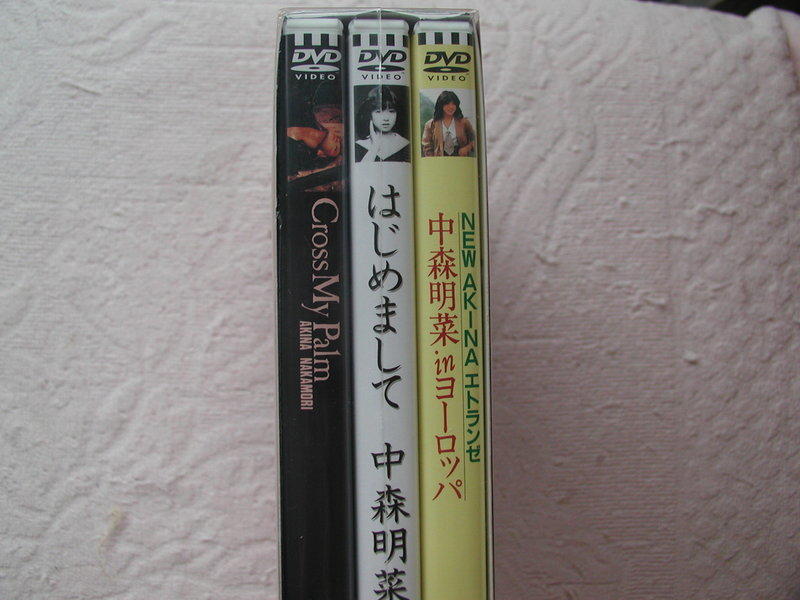 DVD
VIDEO
Cross My Palm
AKINA NAKAMORI
DVD
VIDEO
はじめまして 中森明菜
DVD
VIDEO
NEW AKINA エトランゼ
中森明菜 in ヨーロッパ